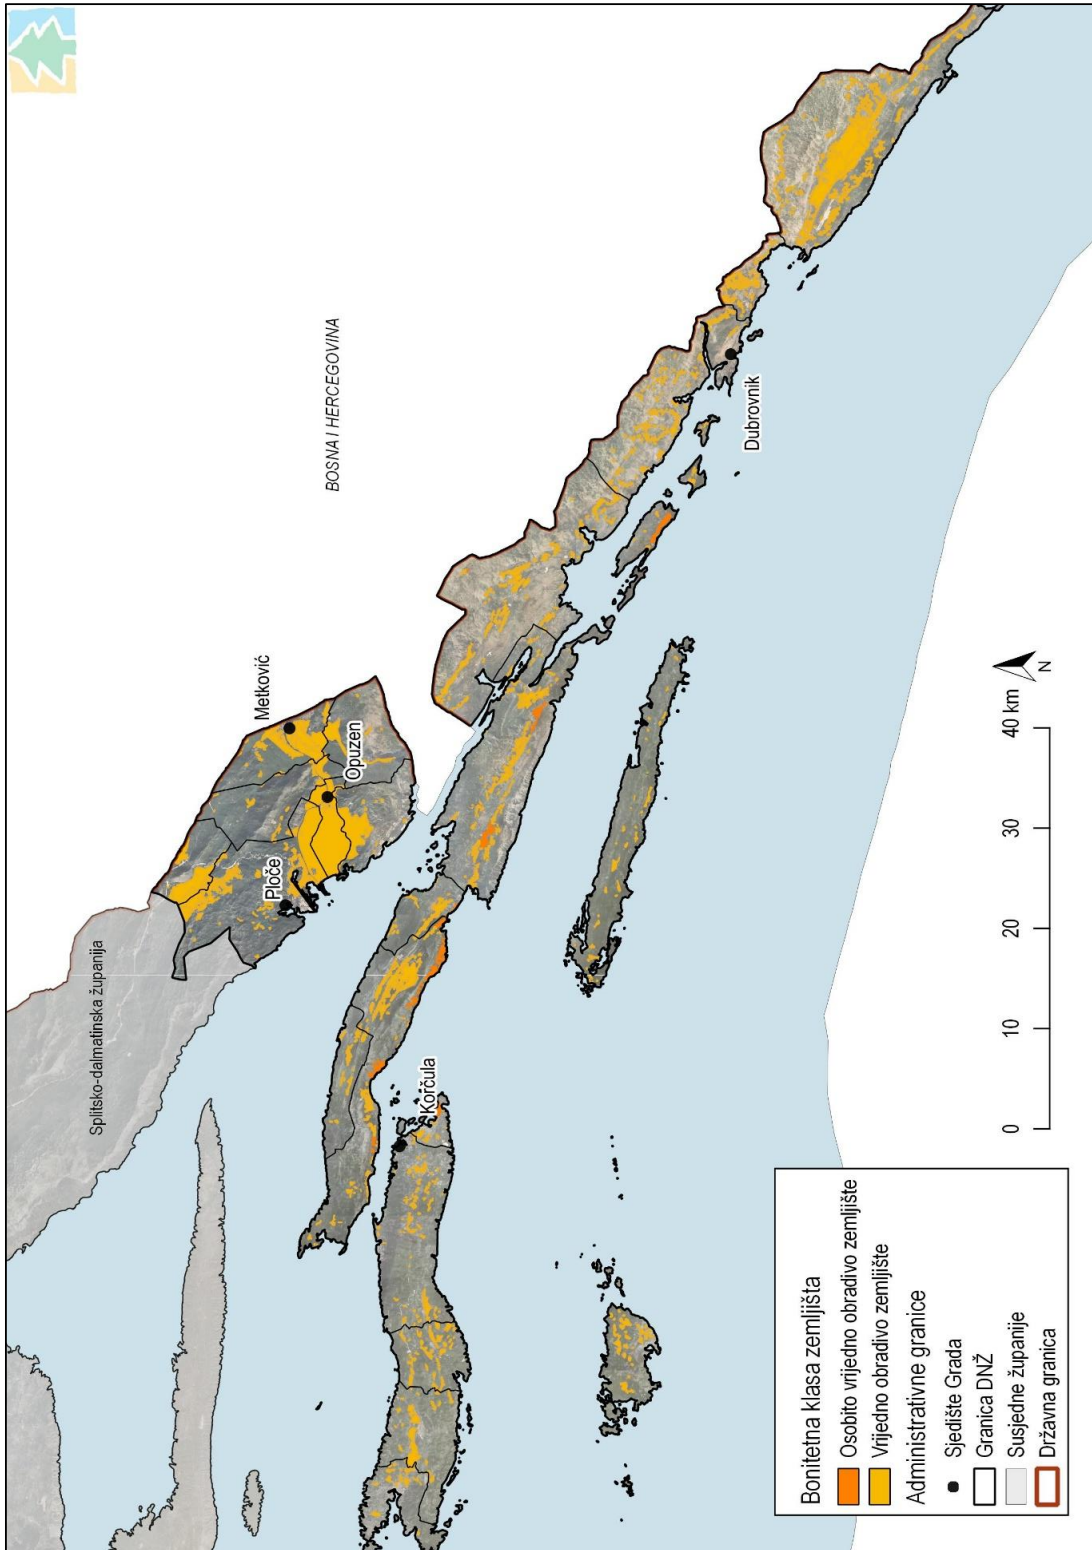 Splitsko-dalmatinska županija
BOSNA I HERCEGOVINA
Metković
Opuzen
Ploče
Korčula
Dubrovnik
Bonitetna klasa zemljišta
Osobito vrijedno obradivo zemljište
Vrijedno obradivo zemljište
Administrativne granice
Sjedište Grada
Granica DNŽ
Susjedne županije
Državna granica
0 10 20 30 40 km
N